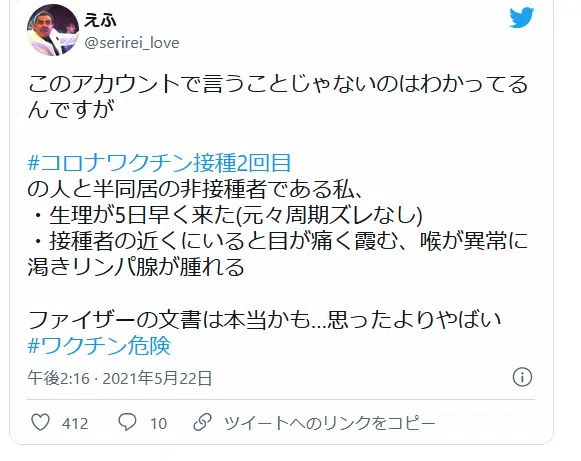 えふ
@serirei_love
このアカウントで言うことじゃないのはわかってる
んですが
#コロナワクチン接種2回目
の人と半同居の非接種者である私、
・生理が5日早く来た(元々周期ズレなし)
・接種者の近くにいると目が痛く霞む、喉が異常に
渇きリンパ腺が腫れる
ファイザーの文書は本当かも...思ったよりやばい
#ワクチン危険
午後2:16 · 2021年5月22日
412 10 ツイートへのリンクをコピー